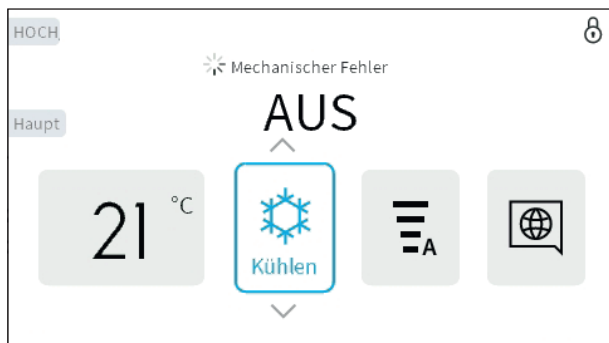 HOCH
Mechanischer Fehler
Haupt
AUS
21 °C
A
Kühlen